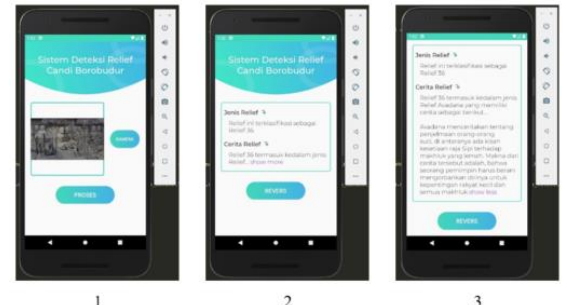 Sistem Deteksi Relief
Candi Borobudur
PROSES
1
Sistem Deteksi Relief
Candi Borobudur
Jenis Relief
Relief ini terklasifikasi sebagai
Relief 36
Cerita Relief
Relief 36 termasuk kedalam jenis
Relief... show more
REVERS
2
Jenis Relief
Relief ini terklasifikasi sebagai
Relief 36
Cerita Relief
Relief 36 termasuk kedalam jenis
Relief Avadana yang memiliki
cerita sebagai berikut...
Avadana menceritakan tentang
penjelmaan orang-orang
suci, di antaranya ada kisah
kesetiaan raja Sipi terhadap
makhluk yang lemah. Makna dari
cerita tersebut adalah, bahwa
seorang pemimpin harus berani
mengorbankan dirinya untuk
kepentingan rakyat kecil dan
semua makhluk show less
REVERS
3